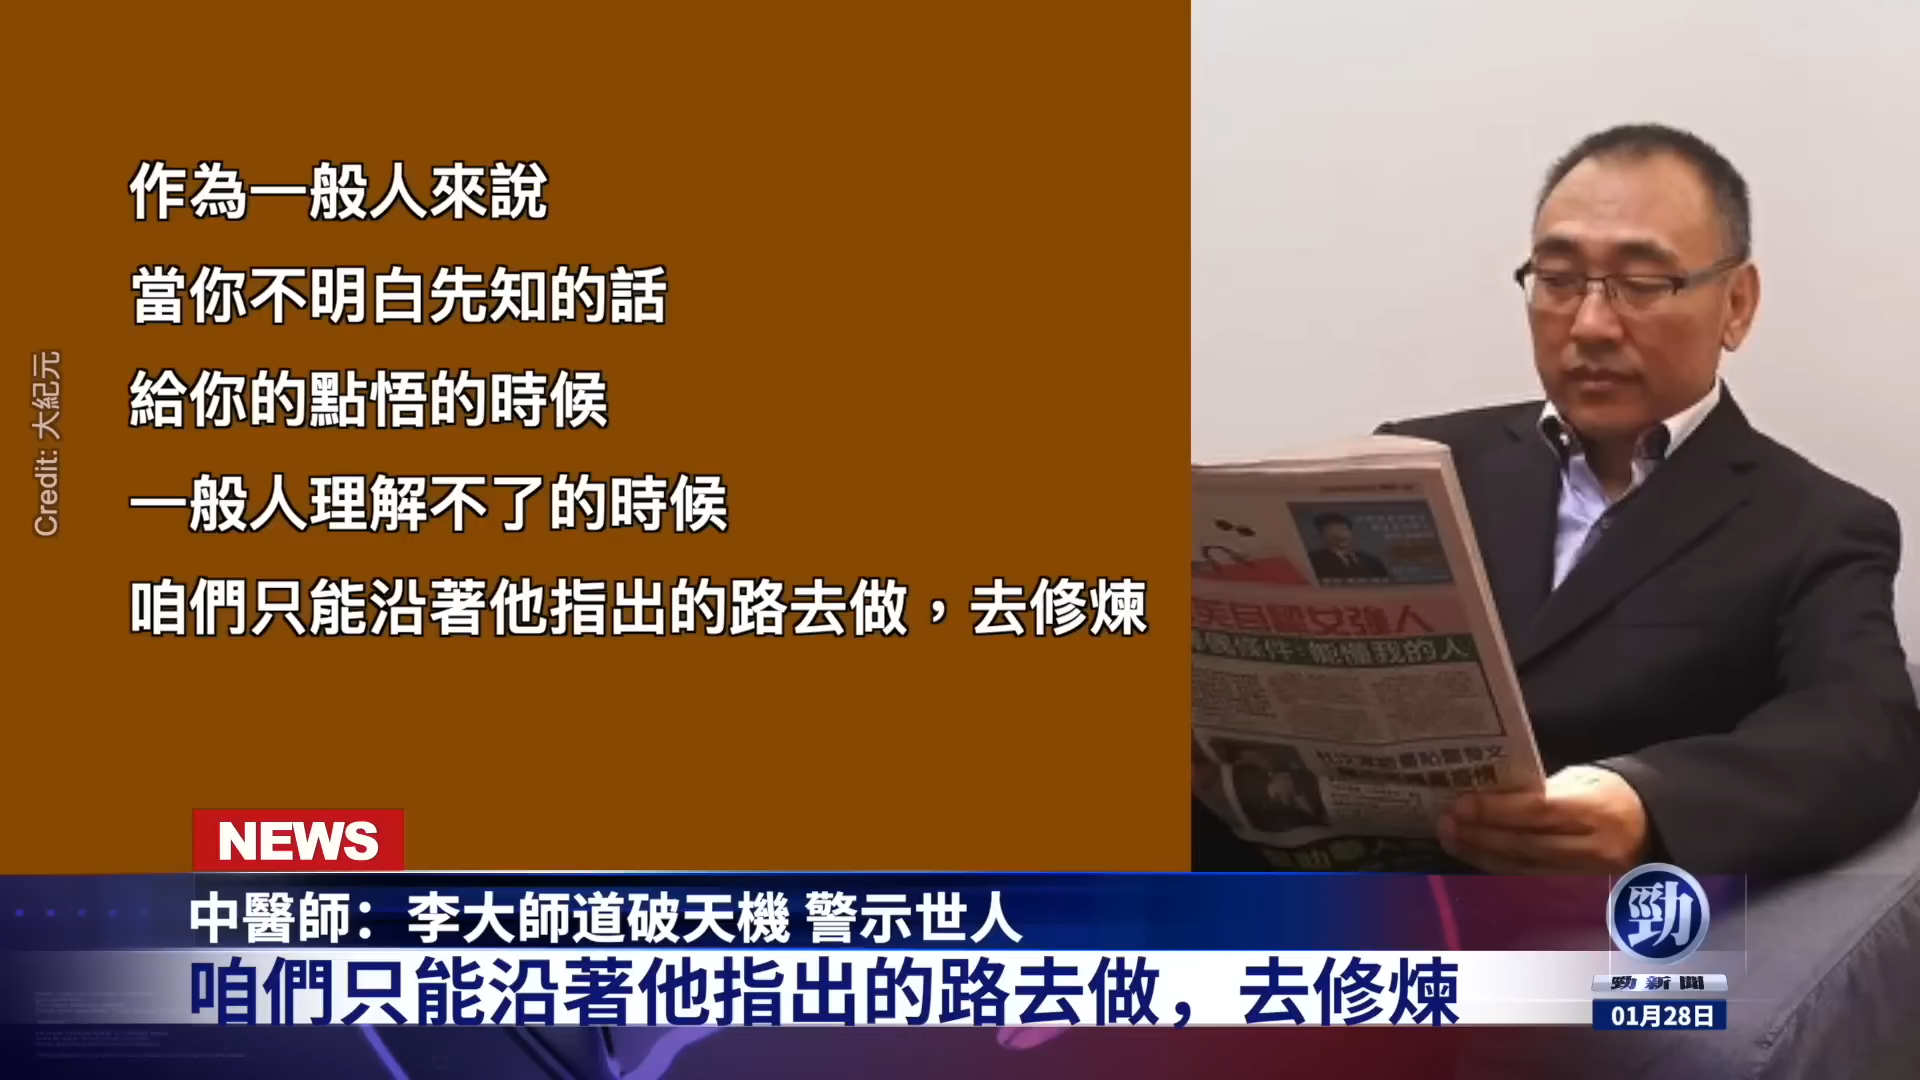 作為一般人來說
當你不明白先知的話
給你的點悟的時候
一般人理解不了的時候
咱們只能沿著他指出的路去做，去修煉
Credit: 大紀元
NEWS
中醫師：李大師道破天機 警示世人
咱們只能沿著他指出的路去做，去修煉
勁
勁新聞
01月28日